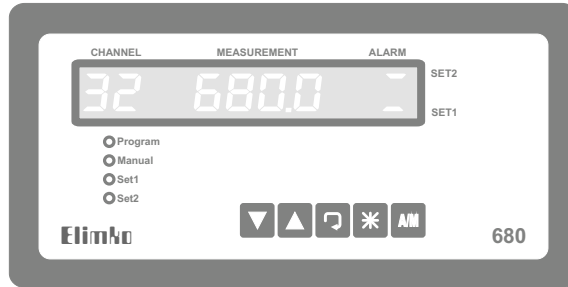 CHANNEL MEASUREMENT ALARM
32 680.0
SET2
SET1
Program
Manual
Set1
Set2
A/M
Elimko 680